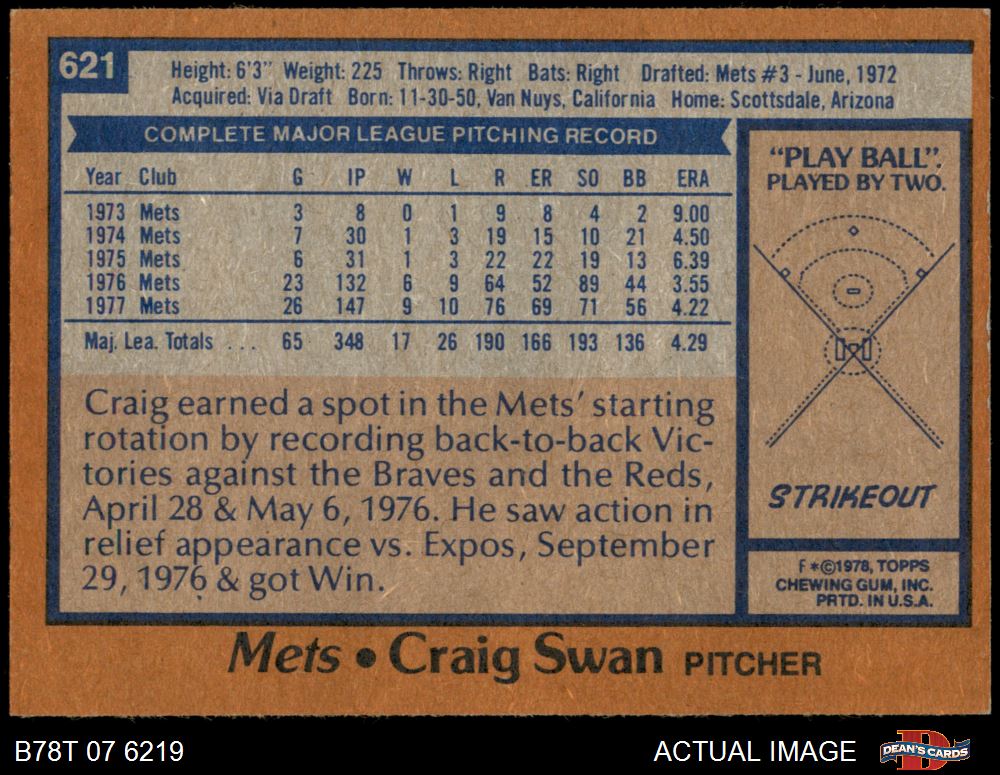 621
Height: 6'3" Weight: 225 Throws: Right Bats: Right Drafted: Mets #3 - June, 1972
Acquired: Via Draft Born: 11-30-50, Van Nuys, California Home: Scottsdale, Arizona
COMPLETE MAJOR LEAGUE PITCHING RECORD
Year Club G IP W L R ER SO BB ERA
1973 Mets 3 8 0 1 9 8 4 2 9.00
1974 Mets 7 30 1 3 19 15 10 21 4.50
1975 Mets 6 31 1 3 22 22 19 13 6.39
1976 Mets 23 132 6 9 64 52 89 44 3.55
1977 Mets 26 147 9 10 76 69 71 56 4.22
Maj. Lea. Totals . . . 65 348 17 26 190 166 193 136 4.29
Craig earned a spot in the Mets' starting
rotation by recording back-to-back Vic-
tories against the Braves and the Reds,
April 28 & May 6, 1976. He saw action in
relief appearance vs. Expos, September
29, 1976 & got Win.
"PLAY BALL".
PLAYED BY TWO.
STRIKEOUT
F *©1978, TOPPS
CHEWING GUM, INC.
PRTD. IN U.S.A.
Mets • Craig Swan PITCHER
B78T 07 6219
ACTUAL IMAGE
DEAN'S CARDS